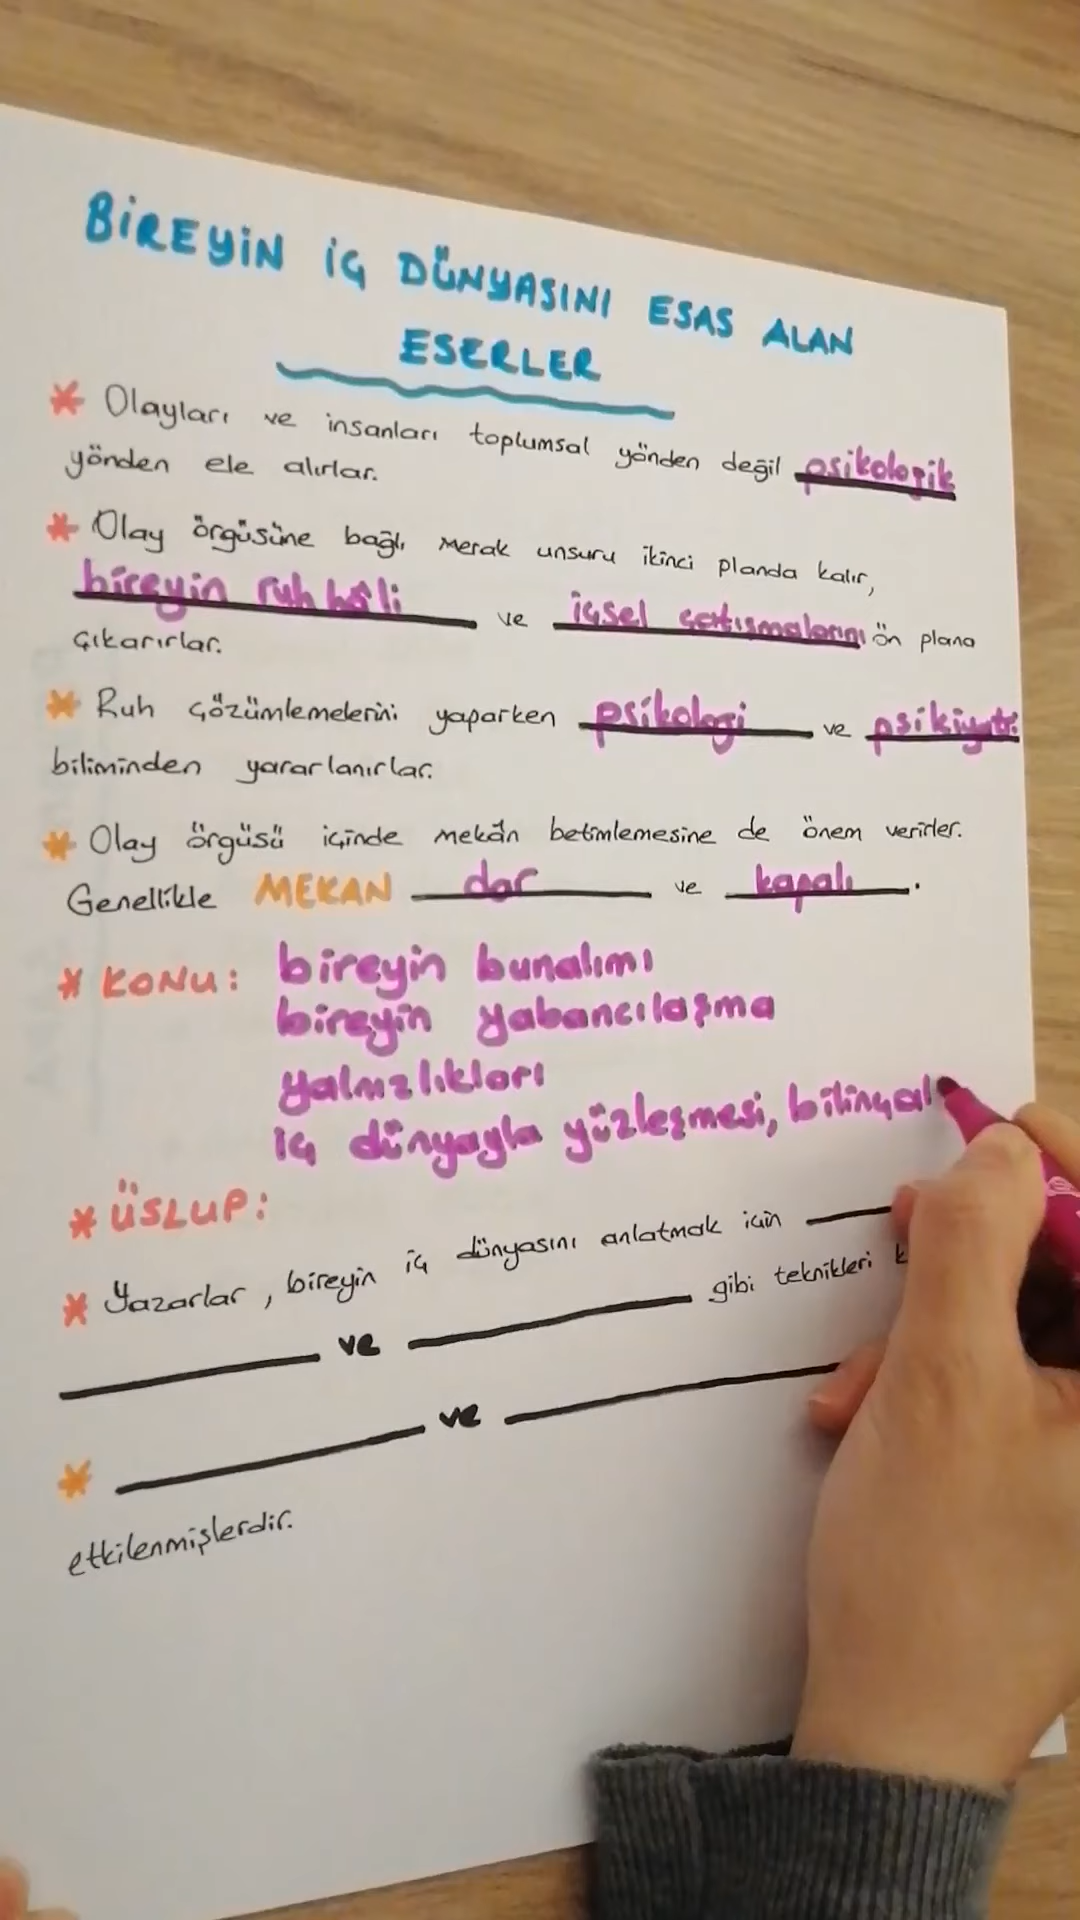 BİREYİN İÇ DÜNYASINI ESAS ALAN
ESERLER
* Olayları ve insanları toplumsal yönden değil psikolojik
yönden ele alırlar.
* Olay örgüsüne bağlı merak unsuru ikinci planda kalır,
bireyin ruh hâli ve içsel çatışmalarını ön plana
çıkarırlar.
* Ruh çözümlemelerini yaparken psikoloji ve psikiyatri
biliminden yararlanırlar.
* Olay örgüsü içinde mekân betimlemesine de önem verirler.
Genellikle MEKAN dar ve kapalı.
* KONU: bireyin bunalımı
bireyin yabancılaşma
yalnızlıkları
iç dünyayla yüzleşmesi, bilinçal
* ÜSLUP:
* Yazarlar, bireyin iç dünyasını anlatmak için
ve gibi teknikleri k
* ve
etkilenmişlerdir.